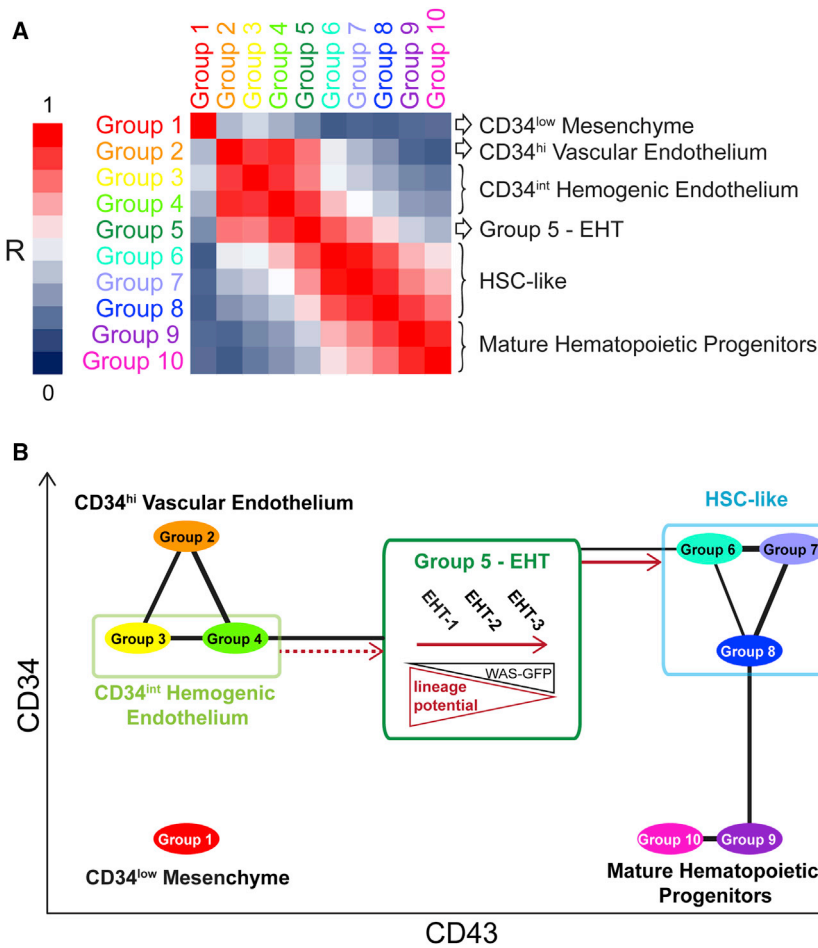 A
Group 1
Group 2
Group 3
Group 4
Group 5
Group 6
Group 7
Group 8
Group 9
Group 10
1
R
0
Group 1
Group 2
Group 3
Group 4
Group 5
Group 6
Group 7
Group 8
Group 9
Group 10
CD34low Mesenchyme
CD34hi Vascular Endothelium
CD34int Hemogenic Endothelium
Group 5 - EHT
HSC-like
Mature Hematopoietic Progenitors
B
CD34
CD34hi Vascular Endothelium
Group 2
Group 3
Group 4
CD34int Hemogenic
Endothelium
Group 1
CD34low Mesenchyme
Group 5 - EHT
EHT-1
EHT-2
EHT-3
WAS-GFP
lineage
potential
HSC-like
Group 6
Group 7
Group 8
Group 10
Group 9
Mature Hematopoietic
Progenitors
CD43